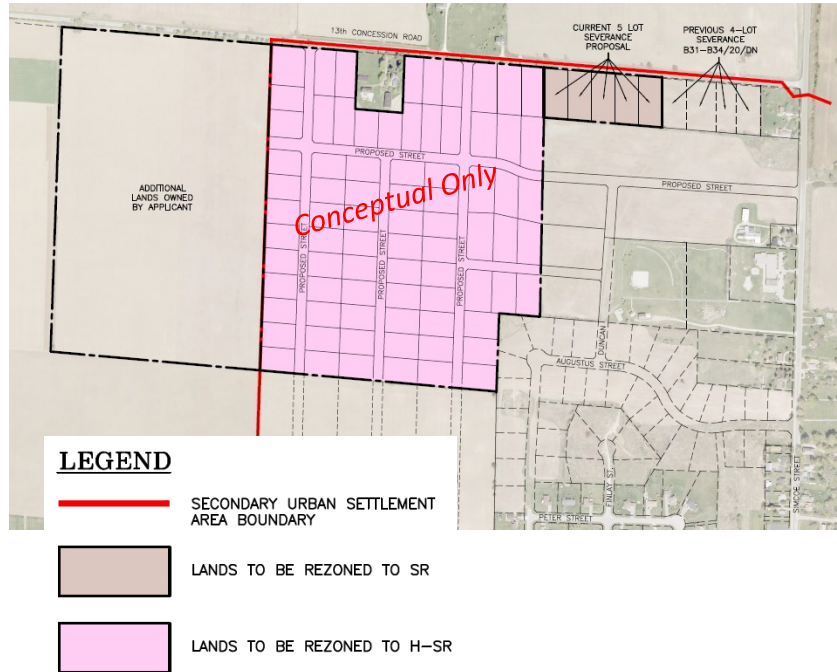 13th CONCESSION ROAD
CURRENT 5 LOT
SEVERANCE
PROPOSAL
PREVIOUS 4-LOT
SEVERANCE
B31-B34/20/DN
ADDITIONAL
LANDS OWNED
BY APPLICANT
PROPOSED STREET
PROPOSED STREET
Conceptual Only
PROPOSED STREET
PROPOSED STREET
PROPOSED STREET
DUNCAN
AUGUSTUS STREET
FINLAY ST.
PETER STREET
SIMCOE STREET
LEGEND
SECONDARY URBAN SETTLEMENT
AREA BOUNDARY
LANDS TO BE REZONED TO SR
LANDS TO BE REZONED TO H-SR